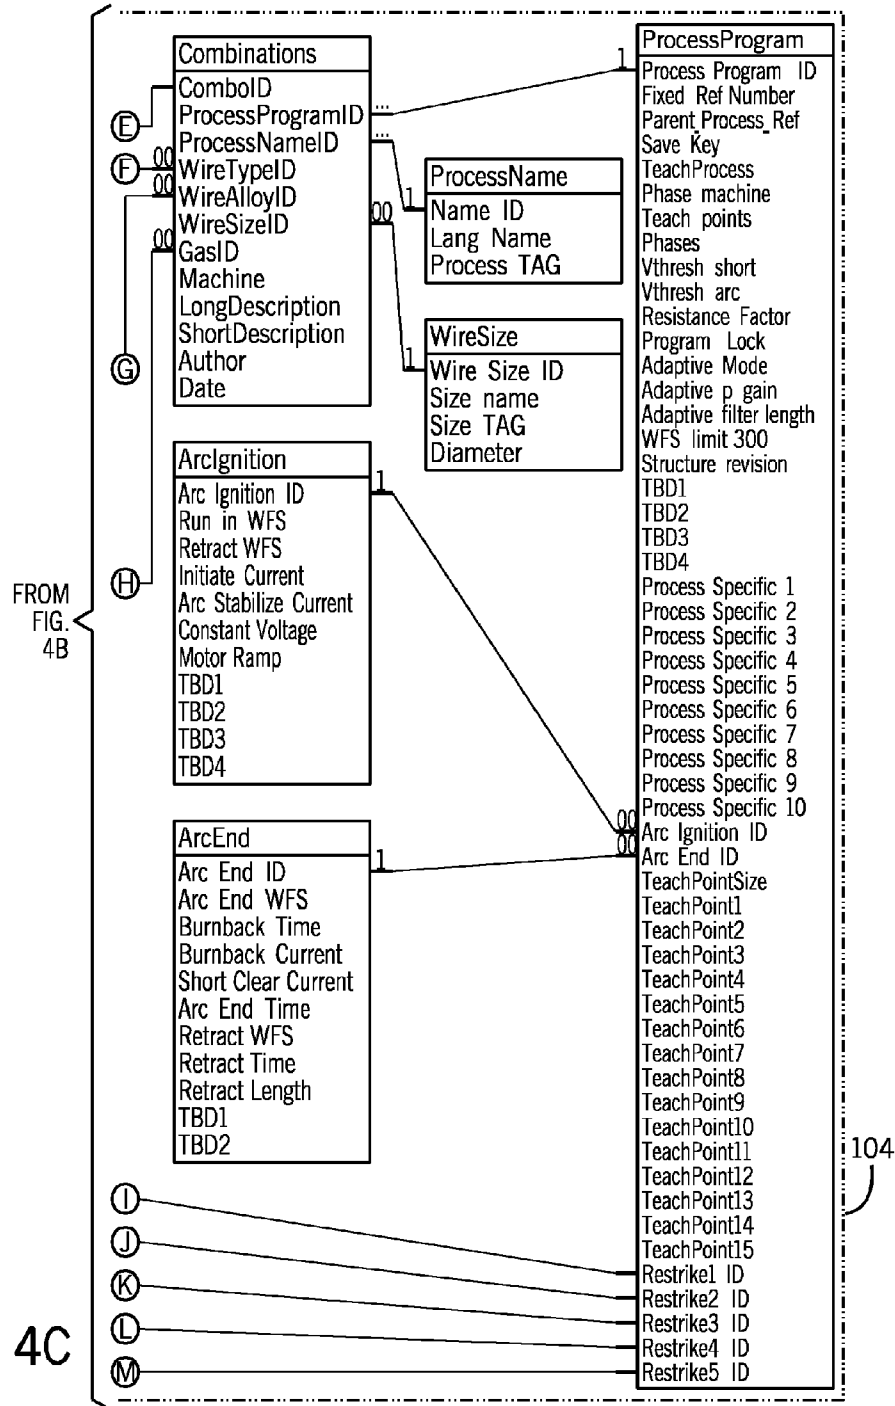 Combinations
ComboID
ProcessProgramID
ProcessNameID
WireTypeID
WireAlloyID
WireSizeID
GasID
Machine
LongDescription
ShortDescription
Author
Date
E
F
G
H
...
...
00
00
00
00
1
ProcessName
Name ID
Lang Name
Process TAG
1
WireSize
Wire Size ID
Size name
Size TAG
Diameter
1
ArcIgnition
Arc Ignition ID
Run in WFS
Retract WFS
Initiate Current
Arc Stabilize Current
Constant Voltage
Motor Ramp
TBD1
TBD2
TBD3
TBD4
1
FROM
FIG.
4B
ArcEnd
Arc End ID
Arc End WFS
Burnback Time
Burnback Current
Short Clear Current
Arc End Time
Retract WFS
Retract Time
Retract Length
TBD1
TBD2
1
I
J
K
L
M
4C
ProcessProgram
Process Program ID
Fixed Ref Number
Parent_Process_Ref
Save Key
TeachProcess
Phase machine
Teach points
Phases
Vthresh short
Vthresh arc
Resistance Factor
Program Lock
Adaptive Mode
Adaptive p gain
Adaptive filter length
WFS limit 300
Structure revision
TBD1
TBD2
TBD3
TBD4
Process Specific 1
Process Specific 2
Process Specific 3
Process Specific 4
Process Specific 5
Process Specific 6
Process Specific 7
Process Specific 8
Process Specific 9
Process Specific 10
00 Arc Ignition ID
00 Arc End ID
TeachPointSize
TeachPoint1
TeachPoint2
TeachPoint3
TeachPoint4
TeachPoint5
TeachPoint6
TeachPoint7
TeachPoint8
TeachPoint9
TeachPoint10
TeachPoint11
TeachPoint12
TeachPoint13
TeachPoint14
TeachPoint15
Restrike1 ID
Restrike2 ID
Restrike3 ID
Restrike4 ID
Restrike5 ID
104